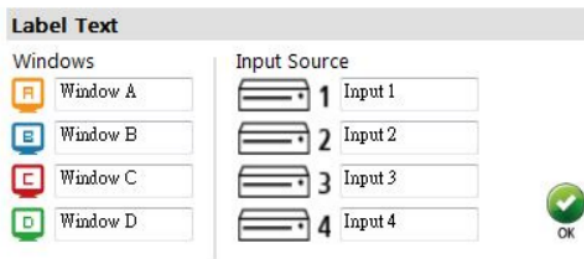 Label Text
Windows
Input Source
A Window A
1 Input 1
B Window B
2 Input 2
C Window C
3 Input 3
D Window D
4 Input 4
OK